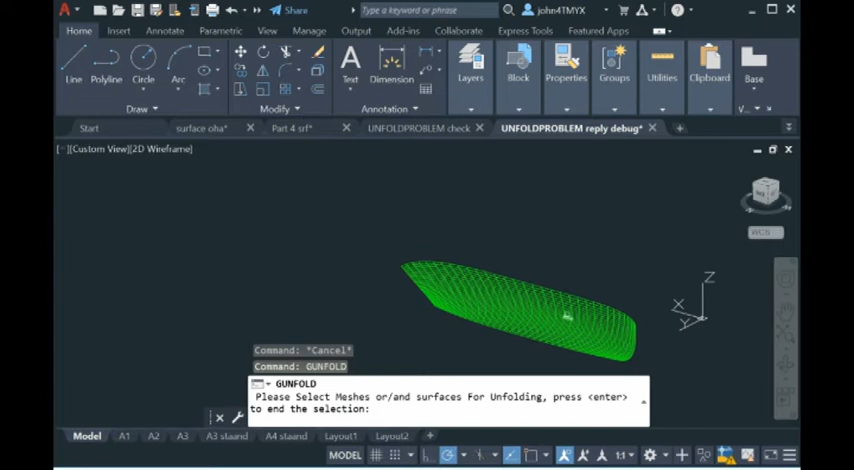 Share
Type a keyword or phrase
john4TMYX
Home Insert Annotate Parametric View Manage Output Add-ins Collaborate Express Tools Featured Apps
Line Polyline Circle Arc Text Dimension Layers Block Properties Groups Utilities Clipboard Base
Draw Modify Annotation V...
Start surface oha* Part 4 srf* UNFOLDPROBLEM check UNFOLDPROBLEM reply debug*
[+][Custom View][2D Wireframe]
WCS
Z
X
Y
Command: *Cancel*
Command: GUNFOLD
GUNFOLD
Please Select Meshes or/and surfaces For Unfolding, press <enter>
to end the selection:
Model A1 A2 A3 A3 staand A4 staand Layout1 Layout2
MODEL 1:1